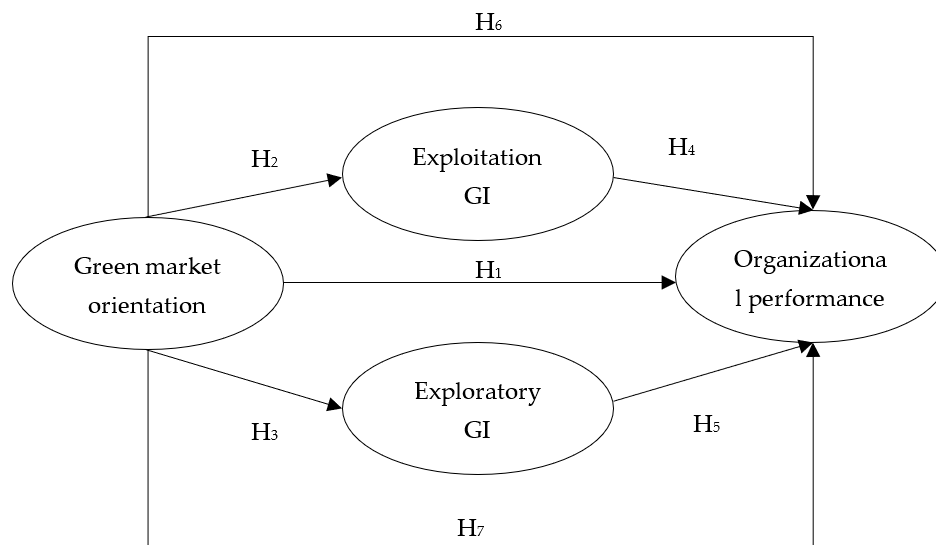 H6
H2
Exploitation
GI
H4
Green market
orientation
H1
Organizationa
l performance
Exploratory
GI
H3
H5
H7